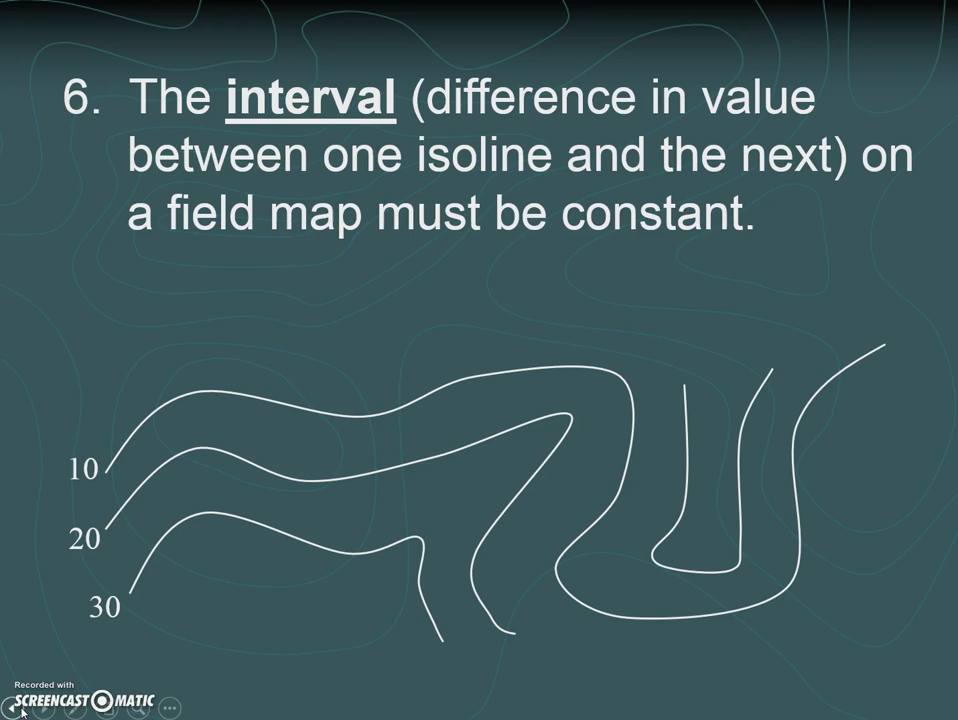 6. The interval (difference in value
between one isoline and the next) on
a field map must be constant.
10
20
30
Recorded with
SCREENCAST MATIC